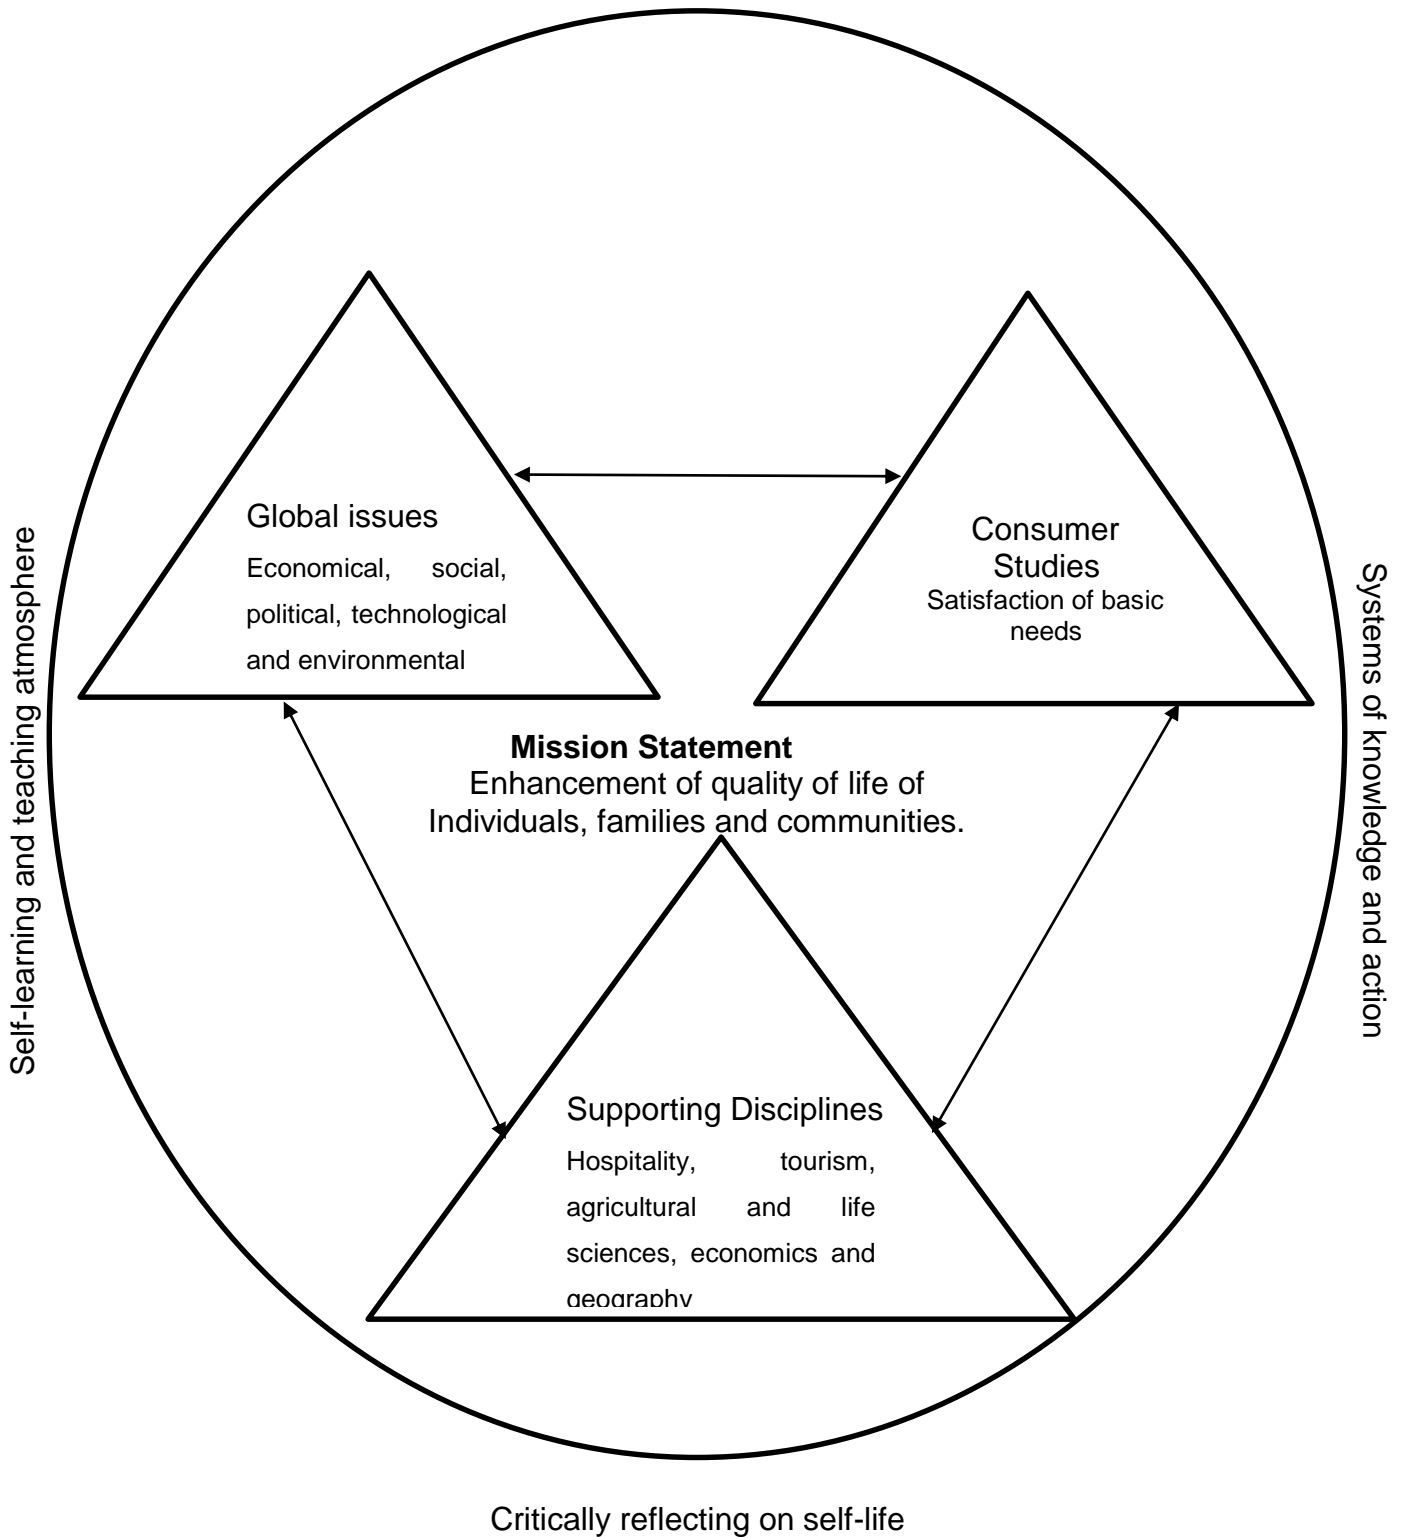 Global issues
Economical, social,
political, technological
and environmental
Consumer
Studies
Satisfaction of basic
needs
Self-learning and teaching atmosphere
Systems of knowledge and action
Mission Statement
Enhancement of quality of life of
Individuals, families and communities.
Supporting Disciplines
Hospitality, tourism,
agricultural and life
sciences, economics and
geography
Critically reflecting on self-life